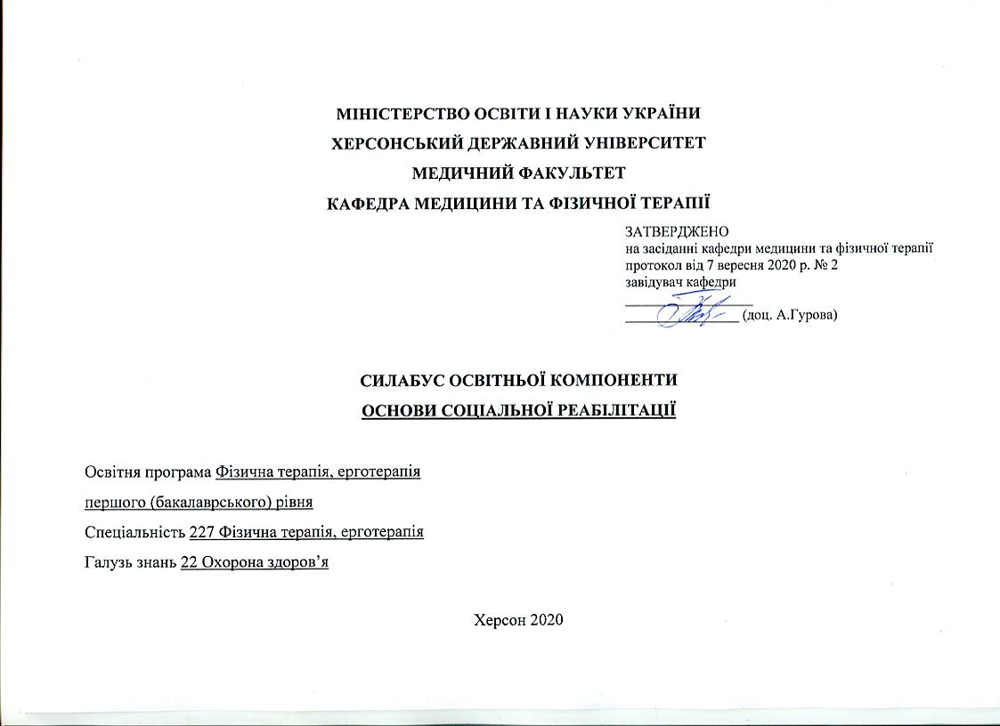 МІНІСТЕРСТВО ОСВІТИ І НАУКИ УКРАЇНИ
ХЕРСОНСЬКИЙ ДЕРЖАВНИЙ УНІВЕРСИТЕТ
МЕДИЧНИЙ ФАКУЛЬТЕТ
КАФЕДРА МЕДИЦИНИ ТА ФІЗИЧНОЇ ТЕРАПІЇ
ЗАТВЕРДЖЕНО
на засіданні кафедри медицини та фізичної терапії
протокол від 7 вересня 2020 р. № 2
завідувач кафедри
(доц. А.Гурова)
СИЛАБУС ОСВІТНЬОЇ КОМПОНЕНТИ
ОСНОВИ СОЦІАЛЬНОЇ РЕАБІЛІТАЦІЇ
Освітня програма Фізична терапія, ерготерапія
першого (бакалаврського) рівня
Спеціальність 227 Фізична терапія, ерготерапія
Галузь знань 22 Охорона здоров’я
Херсон 2020